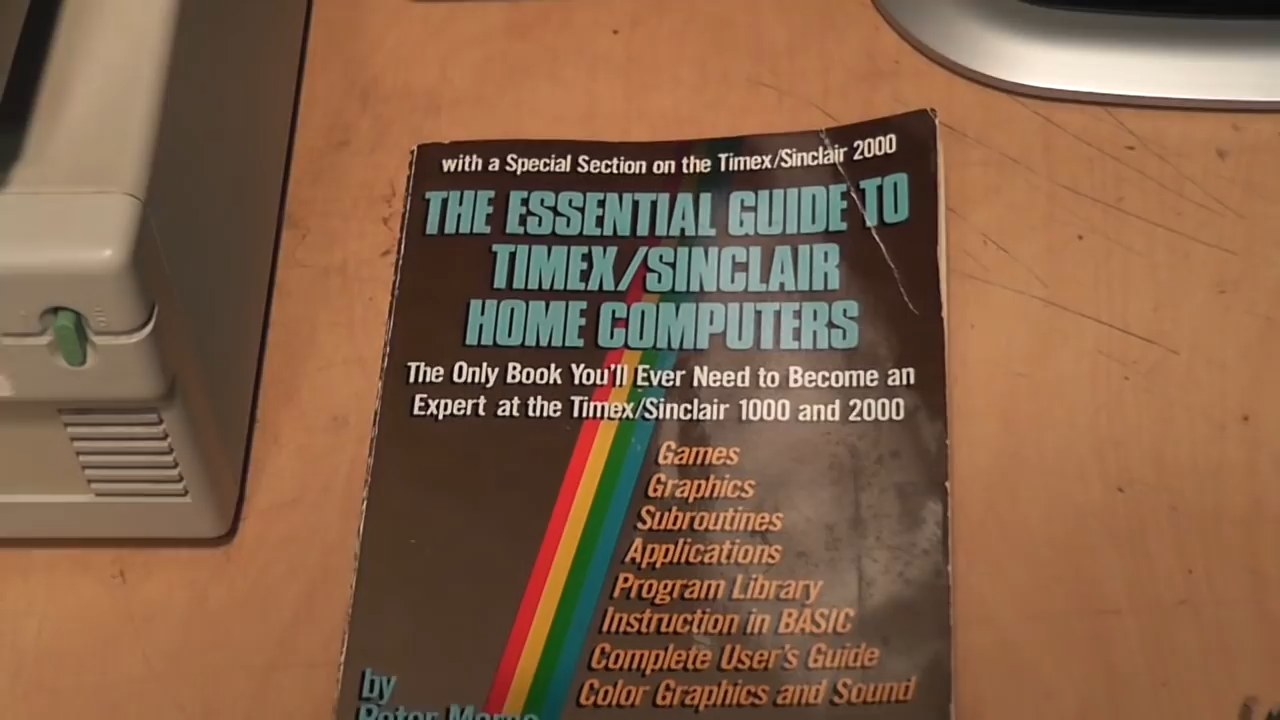 with a Special Section on the Timex/Sinclair 2000
THE ESSENTIAL GUIDE TO
TIMEX/SINCLAIR
HOME COMPUTERS
The Only Book You'll Ever Need to Become an
Expert at the Timex/Sinclair 1000 and 2000
Games
Graphics
Subroutines
Applications
Program Library
Instruction in BASIC
Complete User's Guide
Color Graphics and Sound
by
Peter